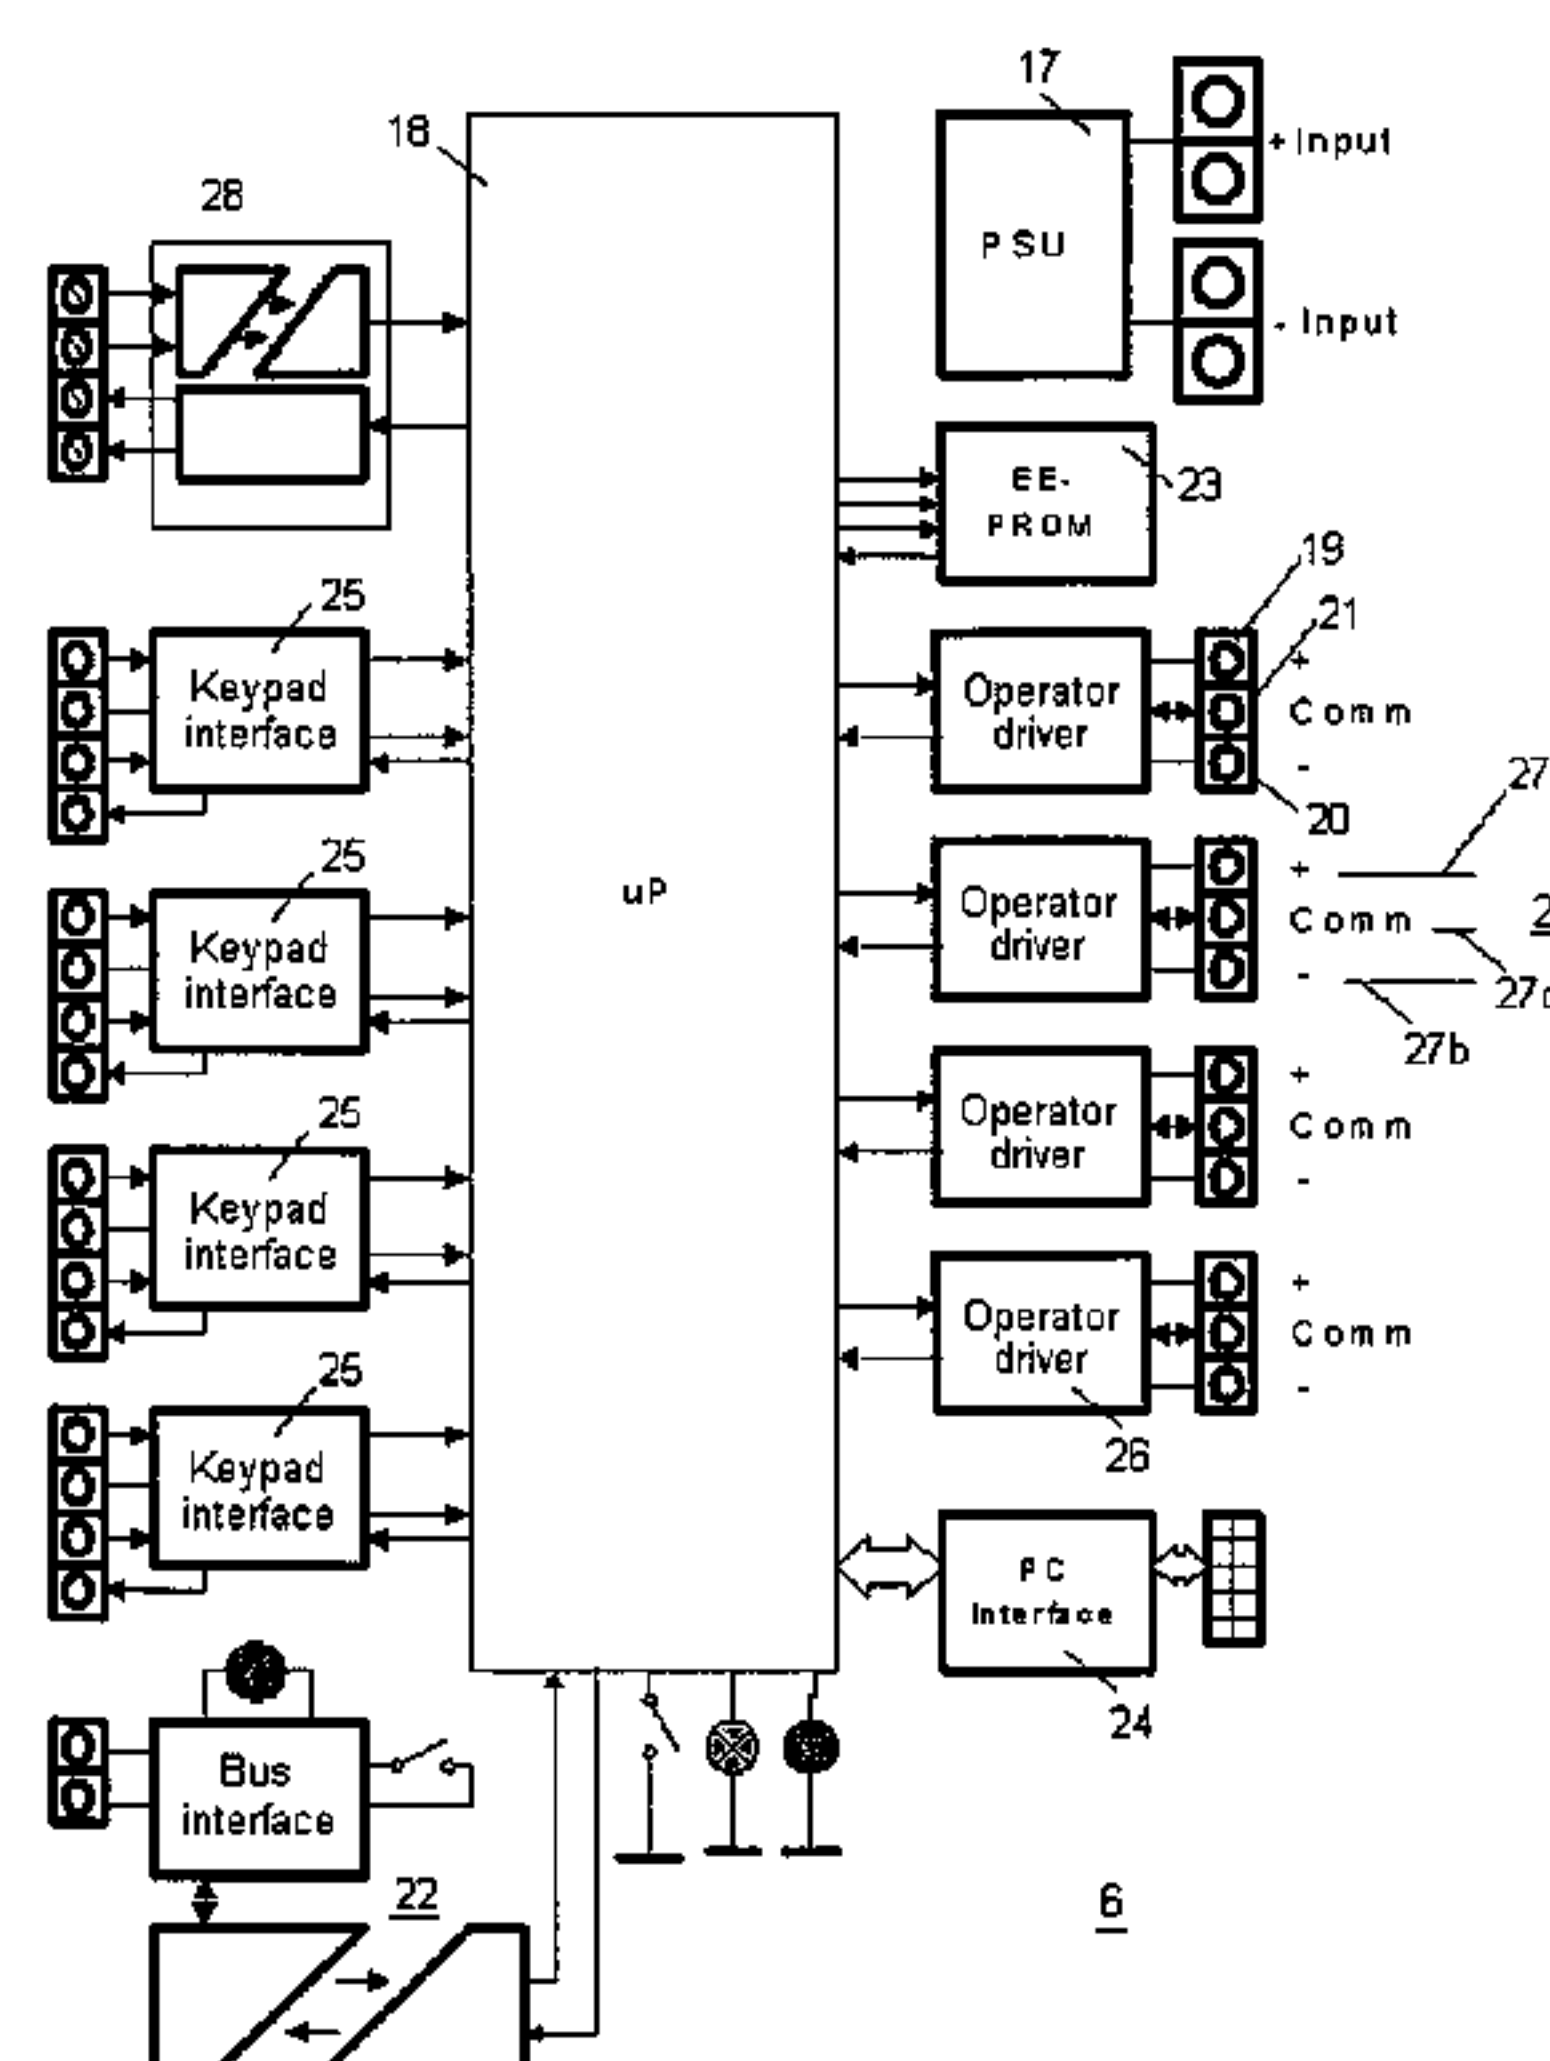 17
18
+ Input
28
PSU
- Input
EE-
PROM
23
19
25
21
Keypad
interface
Operator
driver
+
Comm
-
27
20
25
Keypad
interface
uP
Operator
driver
+
Comm
-
27b
25
Keypad
interface
Operator
driver
+
Comm
-
25
Keypad
interface
Operator
driver
+
Comm
-
26
PC
Interface
24
Bus
interface
22
6